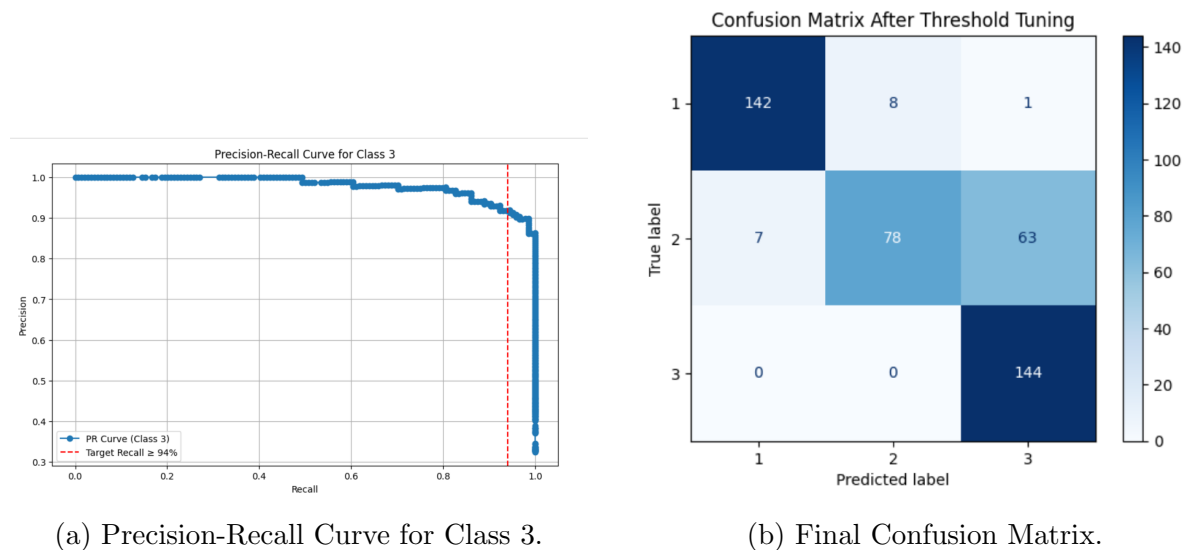 Precision-Recall Curve for Class 3
1.0
0.9
0.8
0.7
0.6
0.5
0.4
0.3
Precision
PR Curve (Class 3)
Target Recall ≥ 94%
0.0 0.2 0.4 0.6 0.8 1.0
Recall
(a) Precision-Recall Curve for Class 3.
Confusion Matrix After Threshold Tuning
True label
1 142 8 1
2 7 78 63
3 0 0 144
1 2 3
Predicted label
140
120
100
80
60
40
20
0
(b) Final Confusion Matrix.